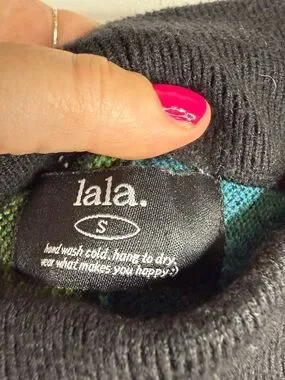 lala.
S
hand wash cold. hang to dry.
wear what makes you happy:)